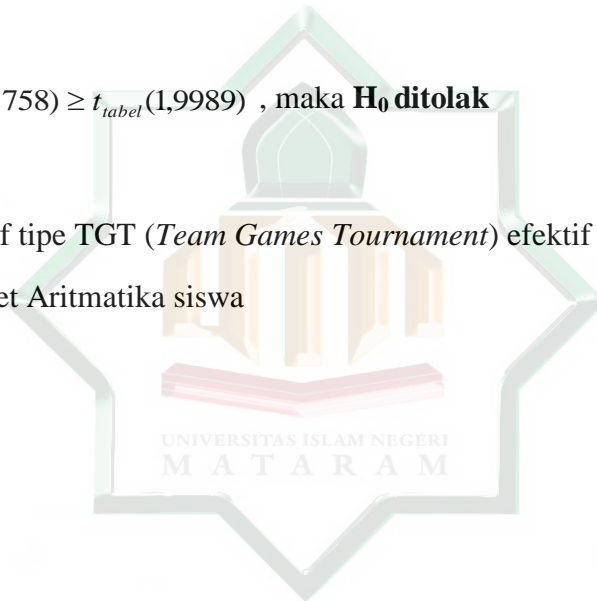 758) ≥ t_tabel (1,9989) , maka H₀ ditolak
f tipe TGT (Team Games Tournament) efektif
et Aritmatika siswa
UNIVERSITAS ISLAM NEGERI
MATARAM